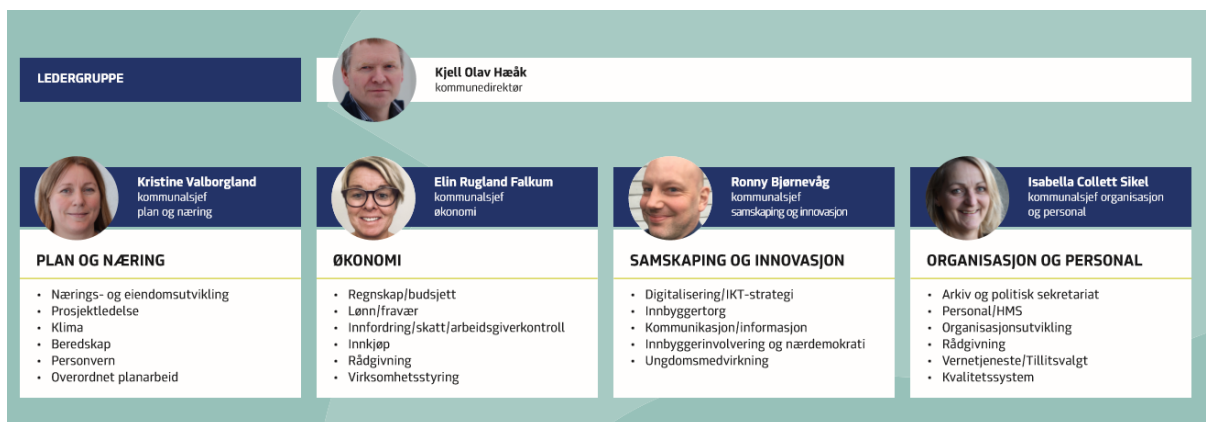 LEDERGRUPPE
Kjell Olav Hæåk
kommunedirektør
Kristine Valborgland
kommunalsjef
plan og næring
PLAN OG NÆRING
• Nærings- og eiendomsutvikling
• Prosjektledelse
• Klima
• Beredskap
• Personvern
• Overordnet planarbeid
Elin Rugland Falkum
kommunalsjef
økonomi
ØKONOMI
• Regnskap/budsjett
• Lønn/fravær
• Innfordring/skatt/arbeidsgiverkontroll
• Innkjøp
• Rådgivning
• Virksomhetsstyring
Ronny Bjørnevåg
kommunalsjef
samskaping og innovasjon
SAMSKAPING OG INNOVASJON
• Digitalisering/IKT-strategi
• Innbyggertorg
• Kommunikasjon/informasjon
• Innbyggerinvolvering og nærdemokrati
• Ungdomsmedvirkning
Isabella Collett Sikel
kommunalsjef organisasjon
og personal
ORGANISASJON OG PERSONAL
• Arkiv og politisk sekretariat
• Personal/HMS
• Organisasjonsutvikling
• Rådgivning
• Vernetjeneste/Tillitsvalgt
• Kvalitetssystem